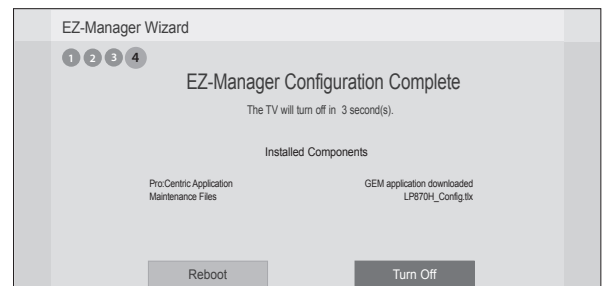 EZ-Manager Wizard
1 2 3 4
EZ-Manager Configuration Complete
The TV will turn off in 3 second(s).
Installed Components
Pro:Centric Application GEM application downloaded
Maintenance Files LP870H_Config.tlx
Reboot Turn Off